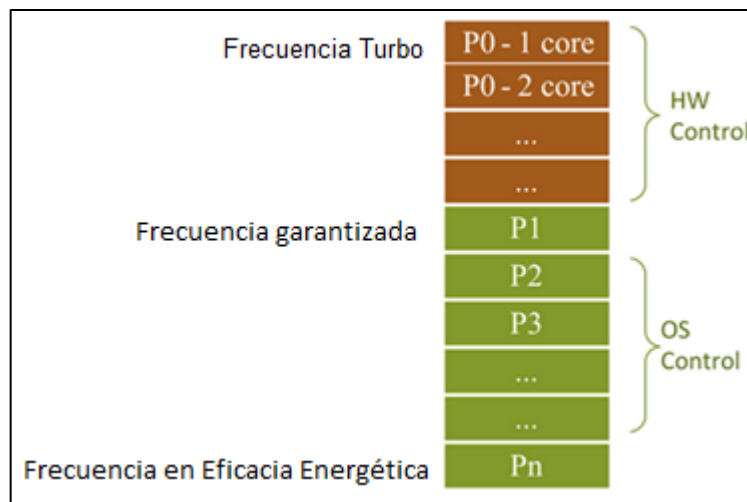 Frecuencia Turbo
P0 - 1 core
P0 - 2 core
...
...
HW
Control
Frecuencia garantizada
P1
P2
P3
...
...
OS
Control
Frecuencia en Eficacia Energética
Pn